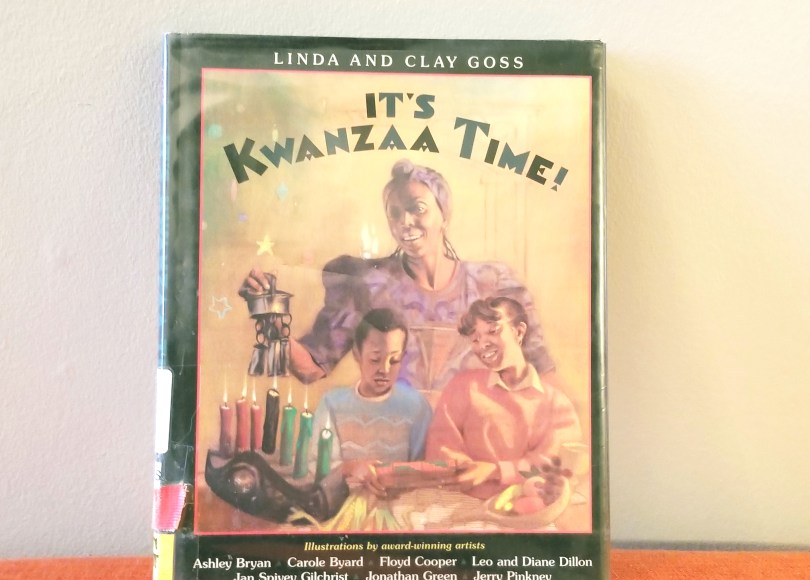 LINDA AND CLAY GOSS
IT'S
KWANZAA TIME!
Illustrations by award-winning artists
Ashley Bryan Carole Byard Floyd Cooper Leo and Diane Dillon
Jan Spivey Gilchrist Jonathan Green Jerry Pinkney